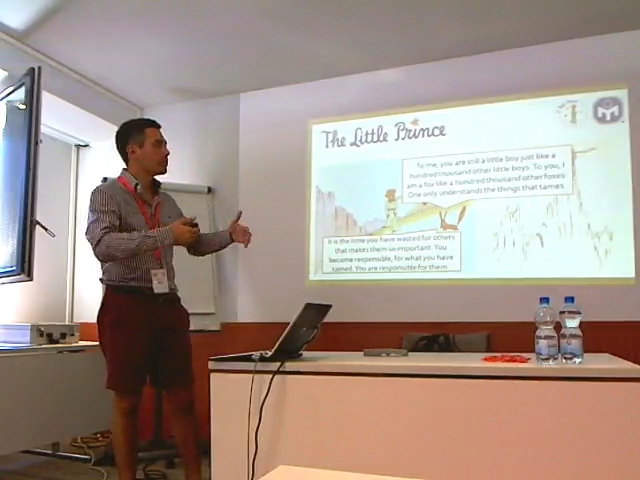 The Little Prince
To me, you are still a little boy just like a
hundred thousand other little boys. To you, I
am a fox like a hundred thousand other foxes
One only understands the things that tames
It is the time you have wasted for others
that makes them so important. You
become responsible, for what you have
tamed. You are responsible for them